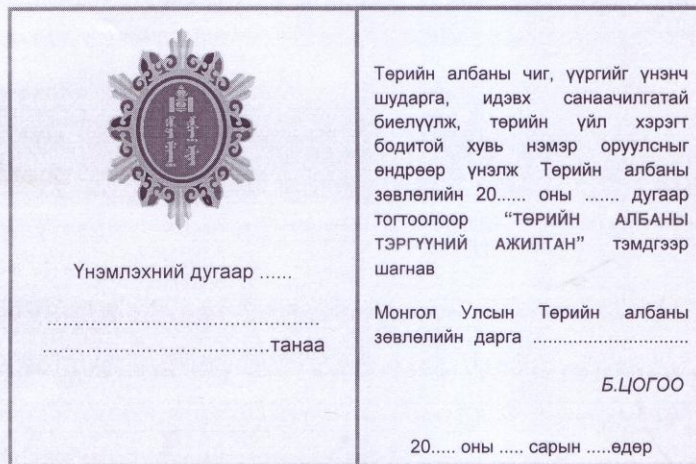 Үнэмлэхний дугаар ......
..................................................
.........................................танаа
Төрийн албаны чиг, үүргийг үнэнч
шударга, идэвх санаачилгатай
биелүүлж, төрийн үйл хэрэгт
бодитой хувь нэмэр оруулсныг
өндрөөр үнэлж Төрийн албаны
зөвлөлийн 20...... оны ....... дугаар
тогтоолоор “ТӨРИЙН АЛБАНЫ
ТЭРГҮҮНИЙ АЖИЛТАН” тэмдгээр
шагнав
Монгол Улсын Төрийн албаны
зөвлөлийн дарга .............................
Б.ЦОГОО
20..... оны ..... сарын .....өдөр